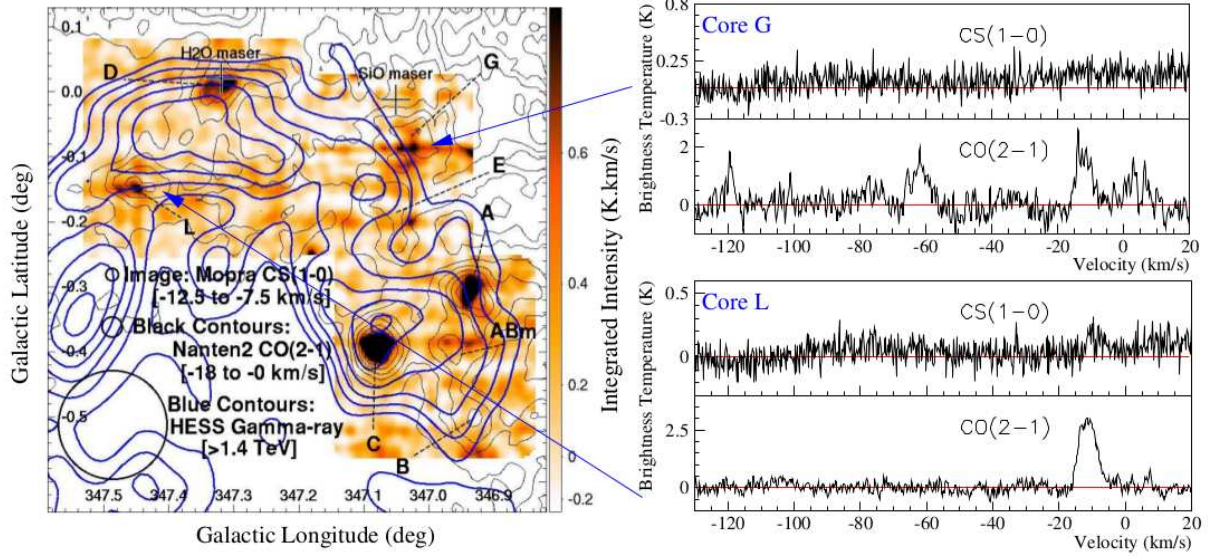 Galactic Latitude (deg)
0.1
0.0
-0.1
-0.2
-0.3
-0.4
-0.5
H2O maser
D
SiO maser
G
E
A
L
Image: Mopra CS(1-0)
[-12.5 to -7.5 km/s]
Black Contours:
Nanten2 CO(2-1)
[-18 to -0 km/s]
ABm
Blue Contours:
HESS Gamma-ray
[>1.4 TeV]
C
B
347.5 347.4 347.3 347.2 347.1 347.0 346.9
Galactic Longitude (deg)
0.6
0.4
0.2
0
-0.2
Integrated Intensity (K.km/s)
Core G
CS(1-0)
0.8
0.25
-0.3
CO(2-1)
2
0
Brightness Temperature (K)
-120 -100 -80 -60 -40 -20 0 20
Velocity (km/s)
Core L
CS(1-0)
0.6
0
CO(2-1)
2.5
0
Brightness Temperature (K)
-120 -100 -80 -60 -40 -20 0 20
Velocity (km/s)